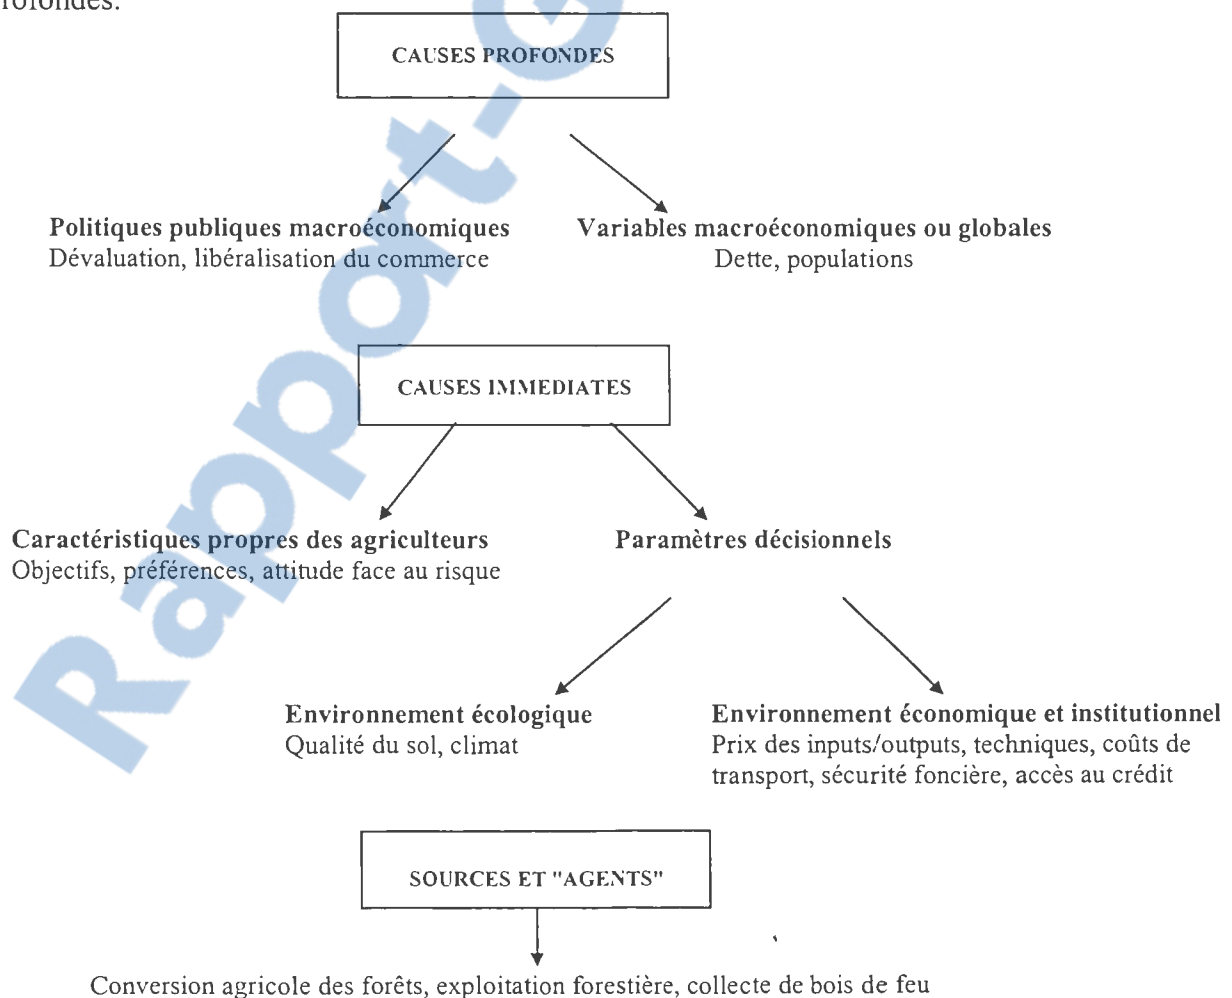 rofondes.
CAUSES PROFONDES
Politiques publiques macroéconomiques
Dévaluation, libéralisation du commerce
Variables macroéconomiques ou globales
Dette, populations
CAUSES IMMEDIATES
Caractéristiques propres des agriculteurs
Objectifs, préférences, attitude face au risque
Paramètres décisionnels
Environnement écologique
Qualité du sol, climat
Environnement économique et institutionnel
Prix des inputs/outputs, techniques, coûts de
transport, sécurité foncière, accès au crédit
SOURCES ET "AGENTS"
Conversion agricole des forêts, exploitation forestière, collecte de bois de feu
Rapport-G